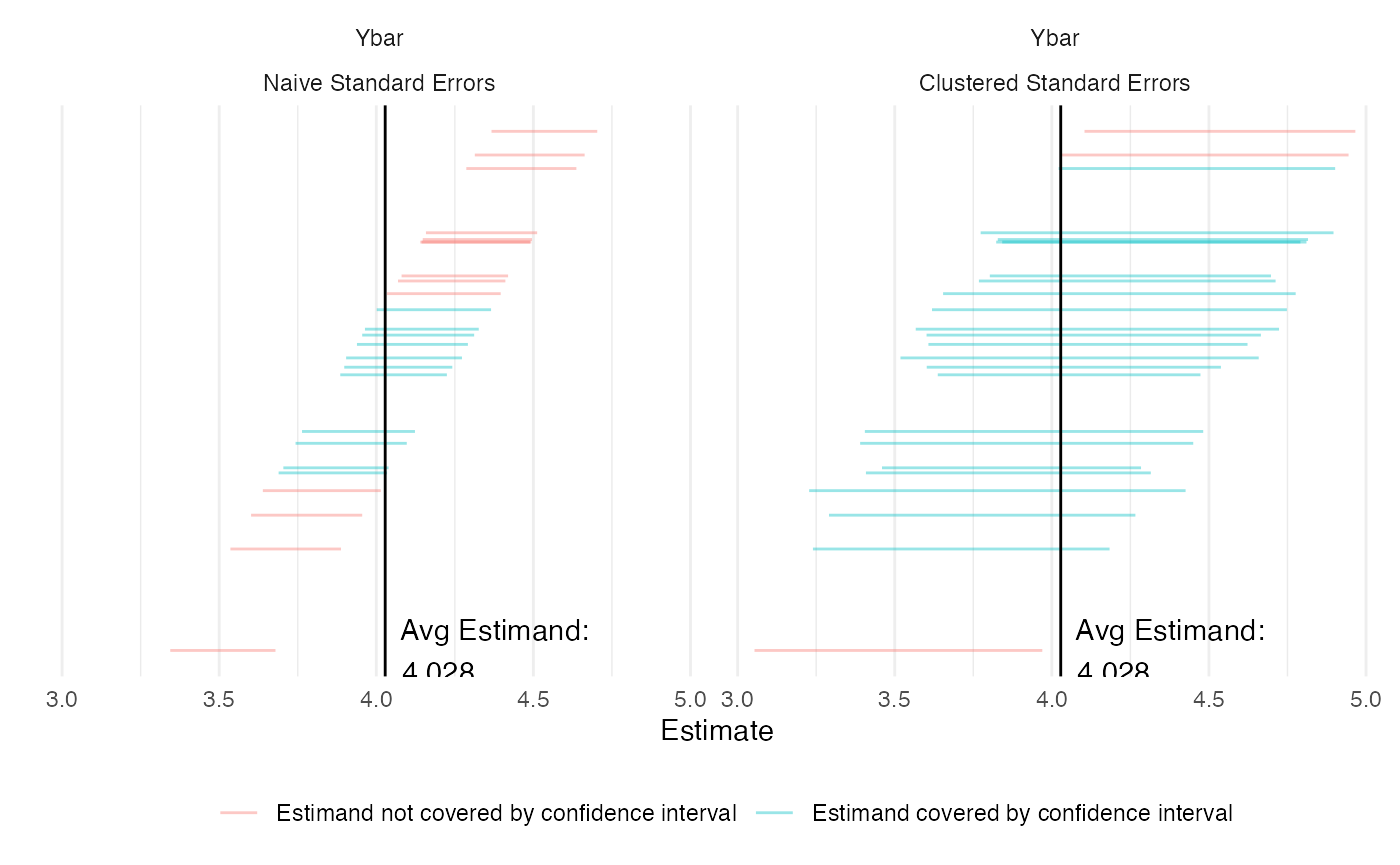 Ybar Ybar
Naive Standard Errors Clustered Standard Errors
Avg Estimand: Avg Estimand:
4.028 4.028
3.0 3.5 4.0 4.5 5.0 3.0 3.5 4.0 4.5 5.0
Estimate
Estimand not covered by confidence interval Estimand covered by confidence interval